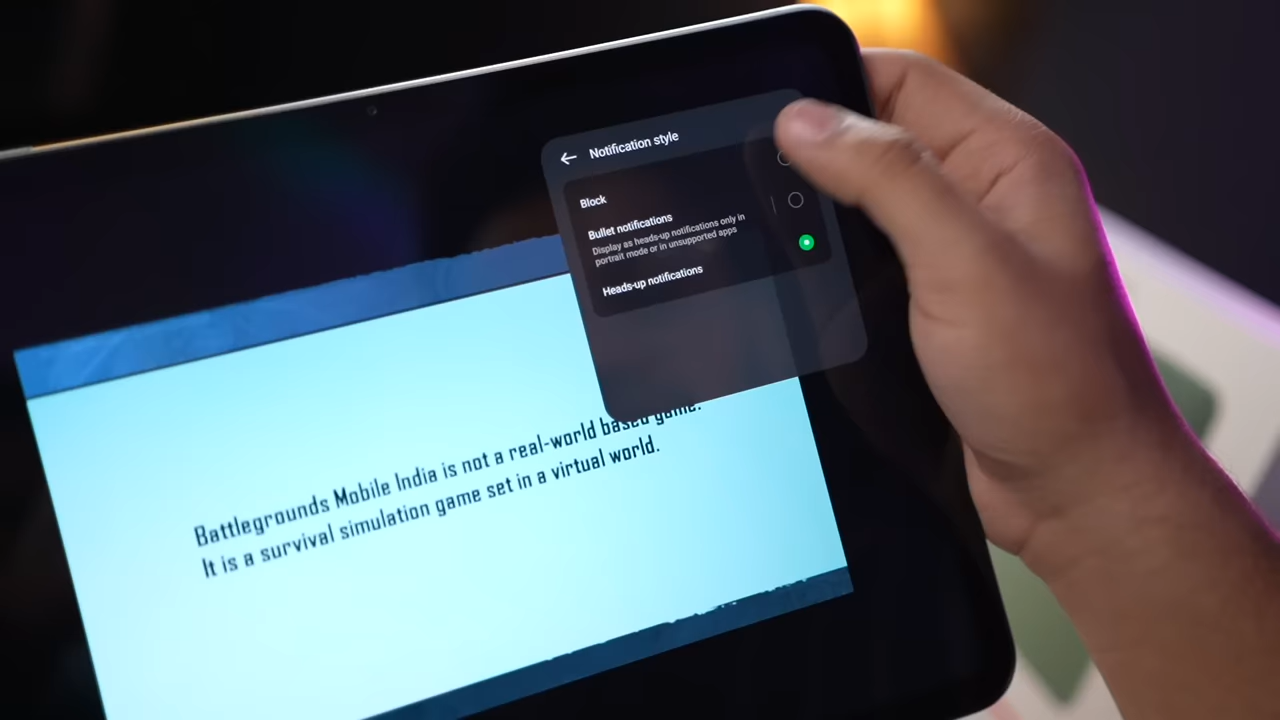 Notification style
Block
Bullet notifications
Display as heads-up notifications only in
portrait mode or in unsupported apps
Heads-up notifications
Battlegrounds Mobile India is not a real-world based game.
It is a survival simulation game set in a virtual world.